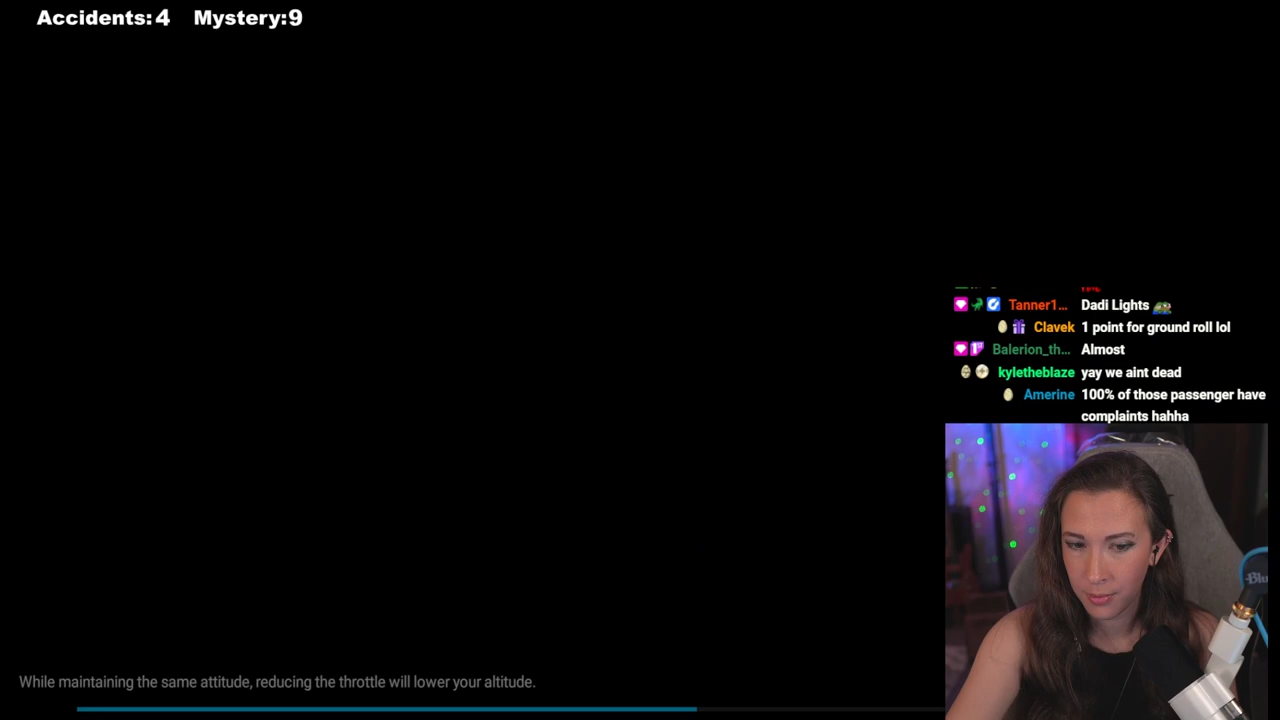 Accidents: 4 Mystery:9
Tanner1... Dadi Lights
Clavek 1 point for ground roll lol
Balerion_th... Almost
kyletheblaze yay we aint dead
Amerine 100% of those passenger have
complaints hahha
Blu
While maintaining the same attitude, reducing the throttle will lower your altitude.